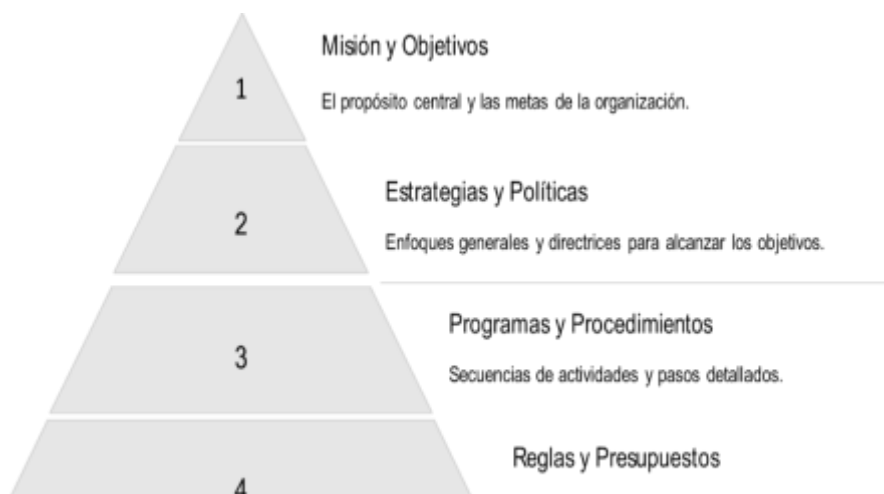 1
Misión y Objetivos
El propósito central y las metas de la organización.
2
Estrategias y Políticas
Enfoques generales y directrices para alcanzar los objetivos.
3
Programas y Procedimientos
Secuencias de actividades y pasos detallados.
4
Reglas y Presupuestos